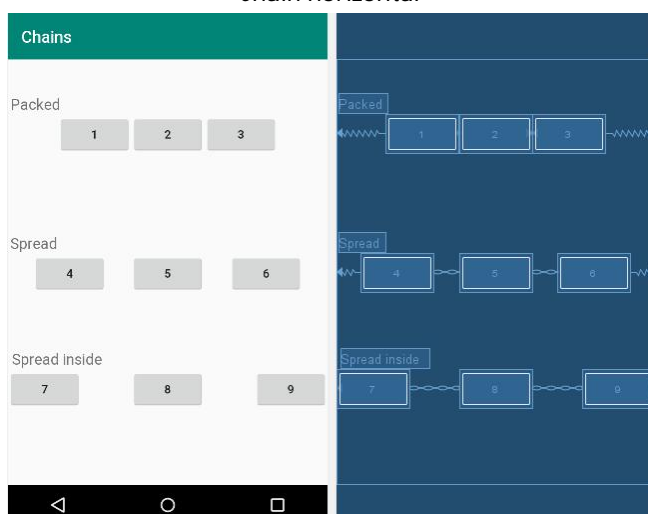 Chains
Packed
1 2 3
Spread
4 5 6
Spread inside
7 8 9
Packed
1 2 3
Spread
4 5 6
Spread inside
7 8 9